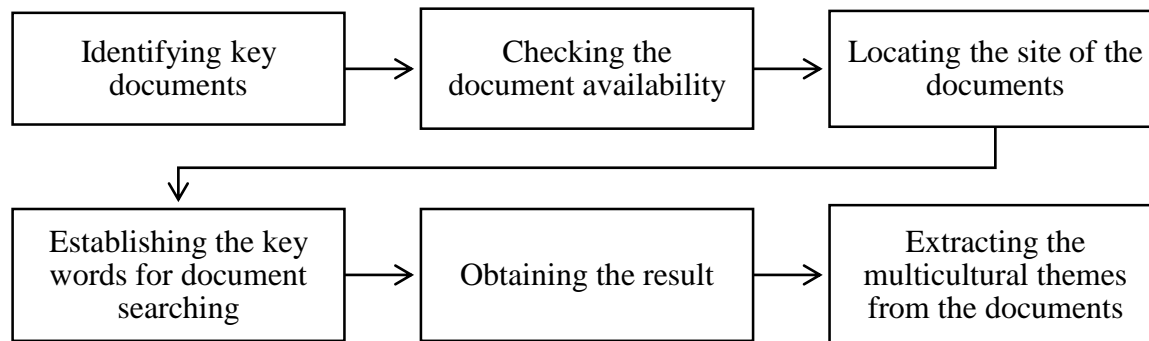 Identifying key
documents
Checking the
document availability
Locating the site of the
documents
Establishing the key
words for document
searching
Obtaining the result
Extracting the
multicultural themes
from the documents